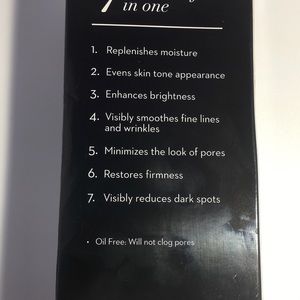 7
in one
1. Replenishes moisture
2. Evens skin tone appearance
3. Enhances brightness
4. Visibly smoothes fine lines
and wrinkles
5. Minimizes the look of pores
6. Restores firmness
7. Visibly reduces dark spots
• Oil Free: Will not clog pores